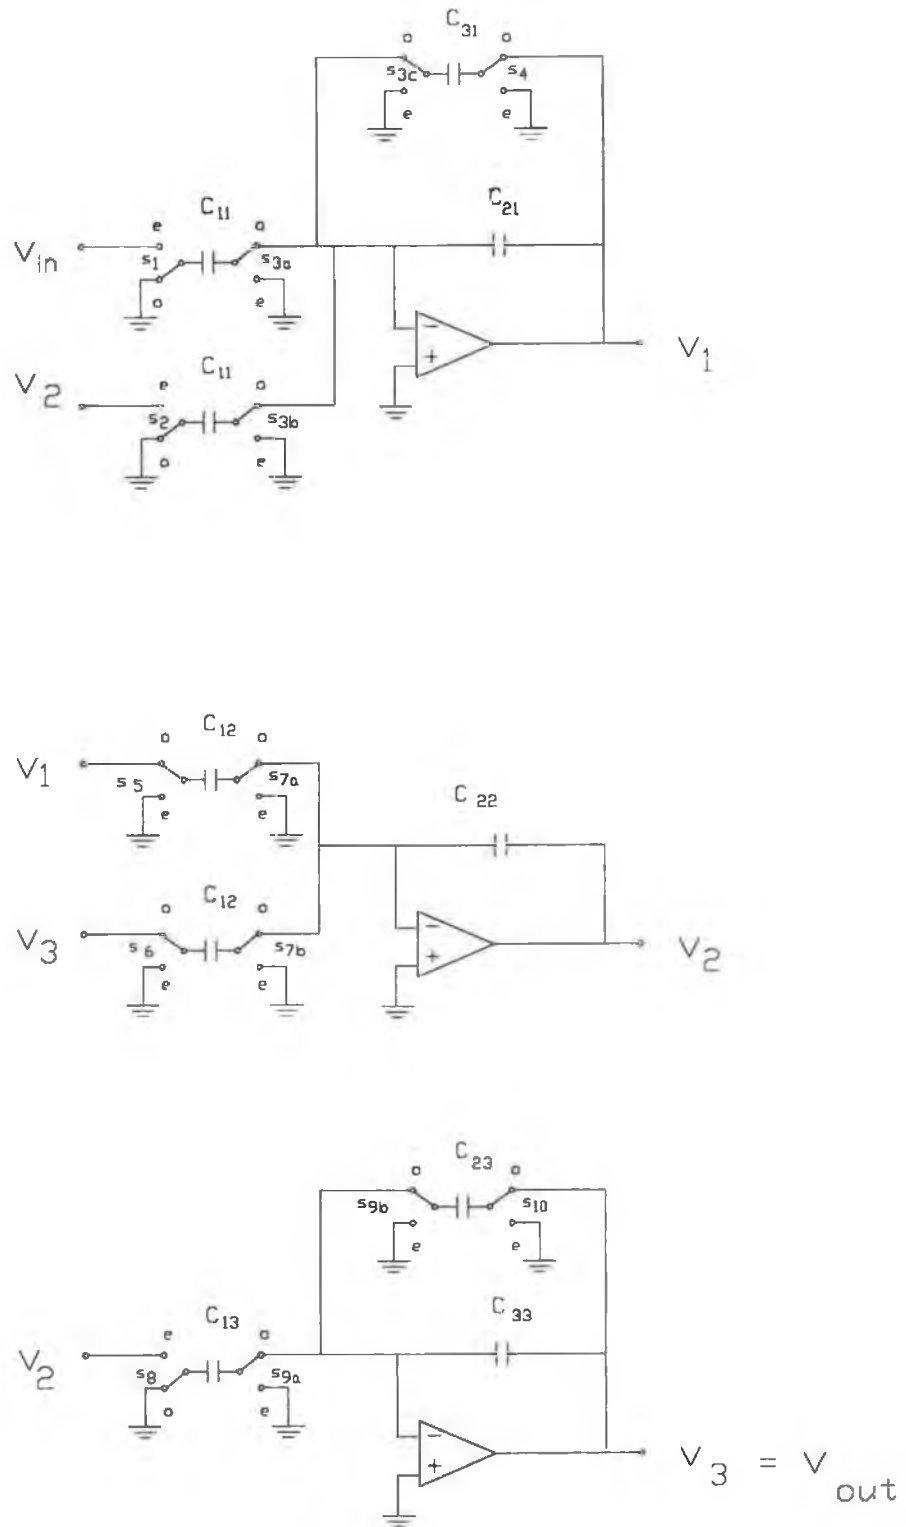 C31
o o
S3c S4
e e
C21
C11
e o
Vin
S1 S3a
o e
− +
V1
C11
V2
e o
S2 S3b
o e
C12
o o
V1
S5 S7a
e e
C22
C12
o o
V3
S6 S7b
e e
− +
V2
C23
o o
S9b S10
e e
C33
C13
e o
V2
S8 S9a
o e
− +
V3 = Vout